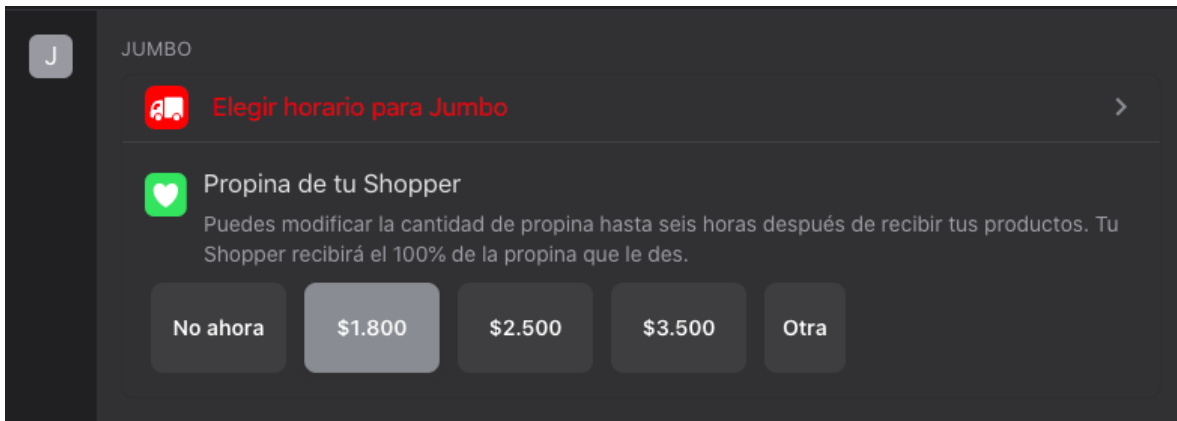 J
JUMBO
Elegir horario para Jumbo
Propina de tu Shopper
Puedes modificar la cantidad de propina hasta seis horas después de recibir tus productos. Tu
Shopper recibirá el 100% de la propina que le des.
No ahora
$1.800
$2.500
$3.500
Otra